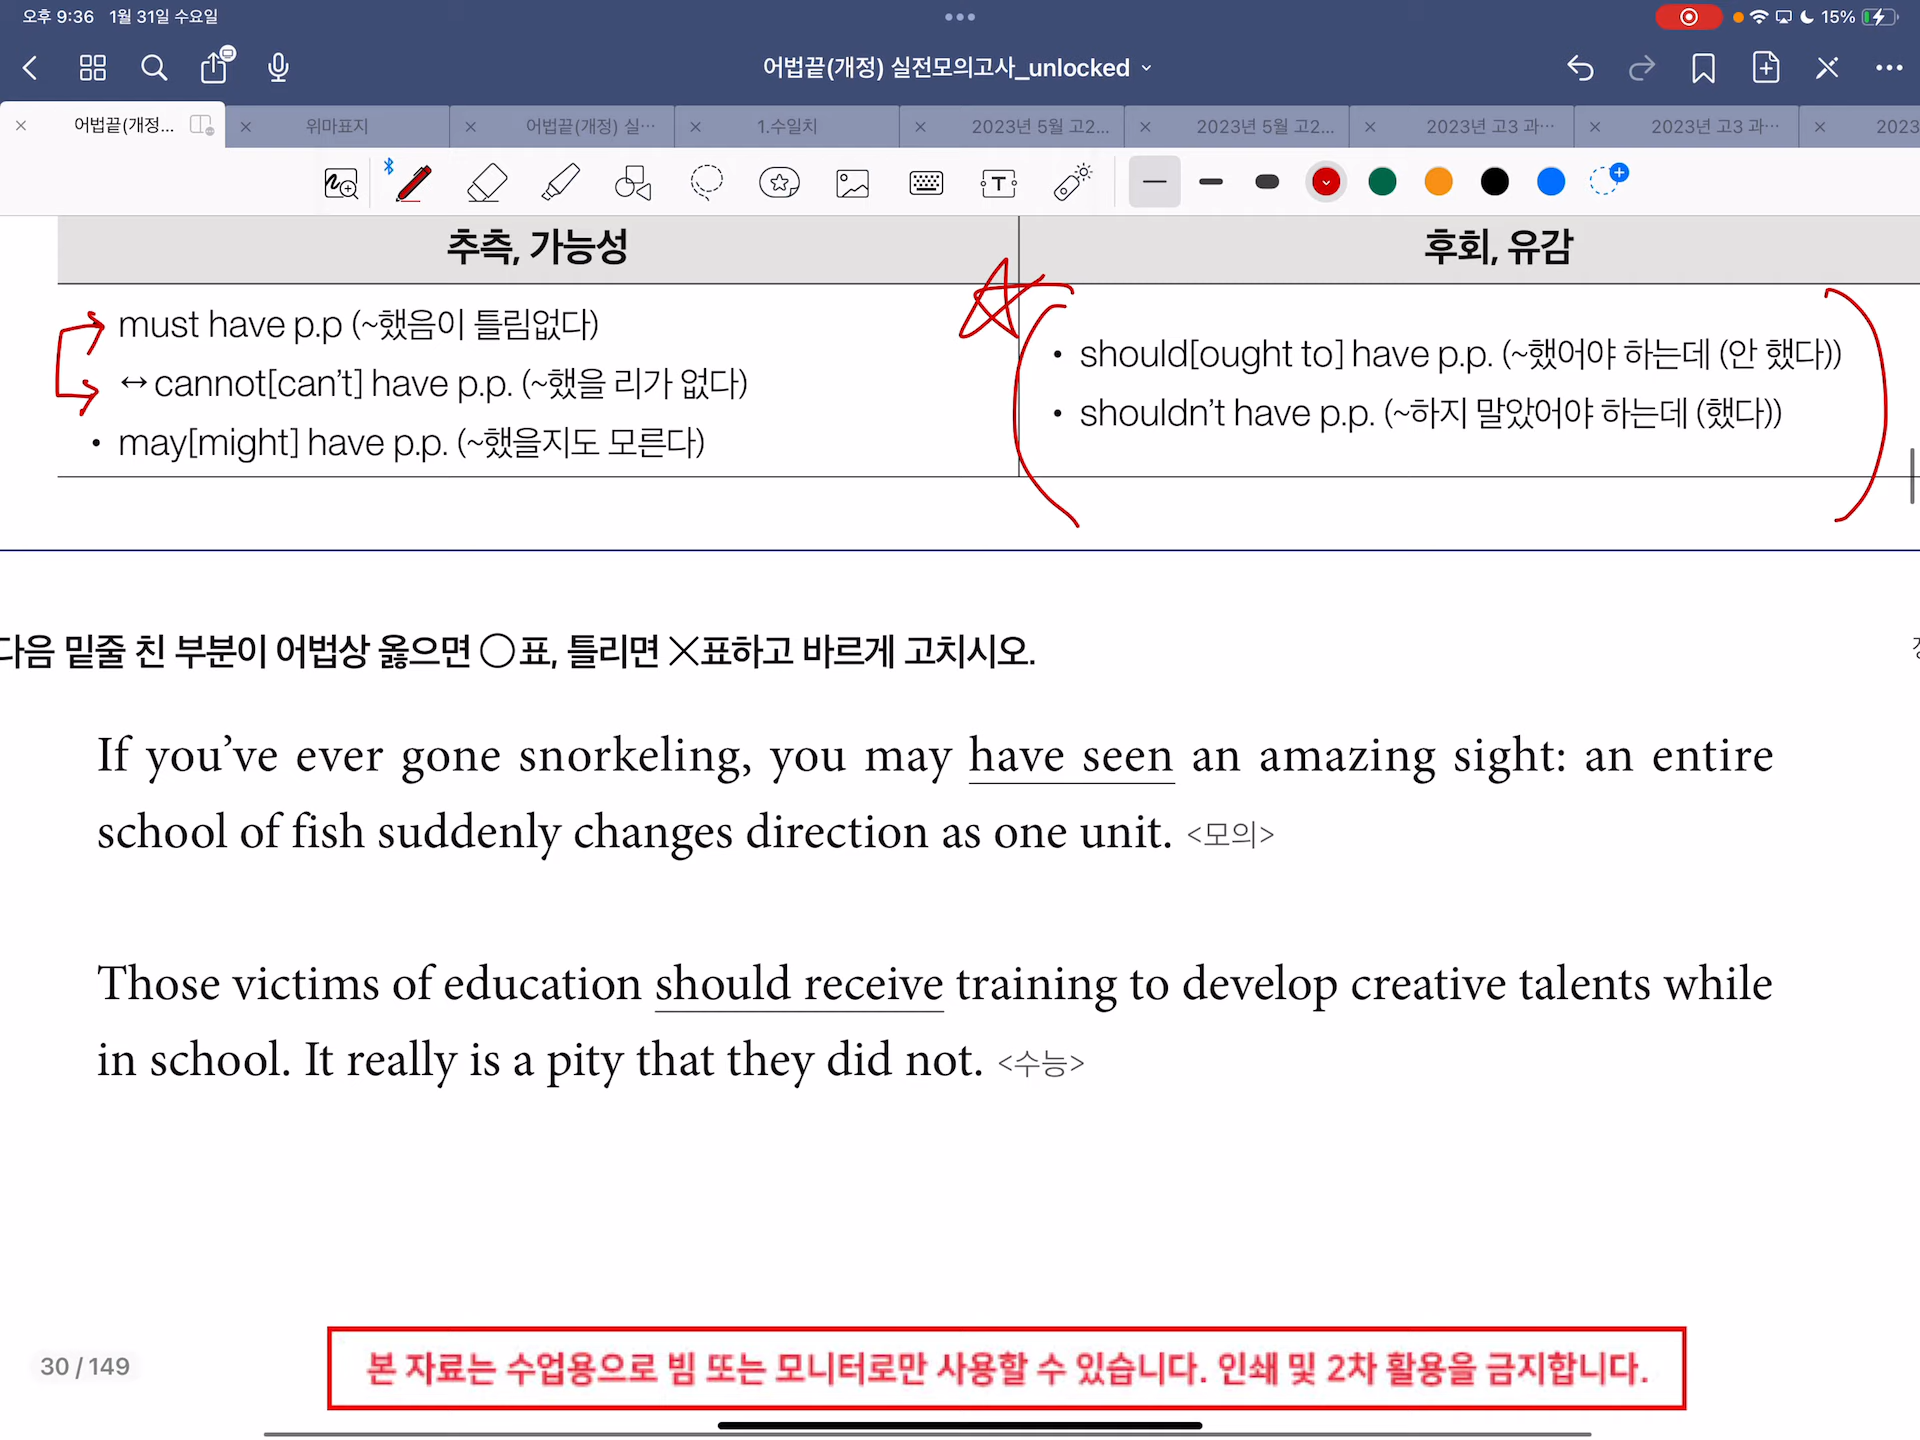 오후 9:36 1월 31일 수요일
15%
어법끝(개정) 실전모의고사_unlocked
어법끝(개정...
위마표지
어법끝(개정) 실...
1.수일치
2023년 5월 고2...
2023년 5월 고2...
2023년 고3 과...
2023년 고3 과...
2023
추측, 가능성
후회, 유감
must have p.p (~했음이 틀림없다)
↔ cannot[can't] have p.p. (~했을 리가 없다)
• may[might] have p.p. (~했을지도 모른다)
• should[ought to] have p.p. (~했어야 하는데 (안 했다))
• shouldn't have p.p. (~하지 말았어야 하는데 (했다))
다음 밑줄 친 부분이 어법상 옳으면 ○표, 틀리면 ×표하고 바르게 고치시오.
If you've ever gone snorkeling, you may have seen an amazing sight: an entire
school of fish suddenly changes direction as one unit. <모의>
Those victims of education should receive training to develop creative talents while
in school. It really is a pity that they did not. <수능>
30 / 149
본 자료는 수업용으로 빔 또는 모니터로만 사용할 수 있습니다. 인쇄 및 2차 활용을 금지합니다.